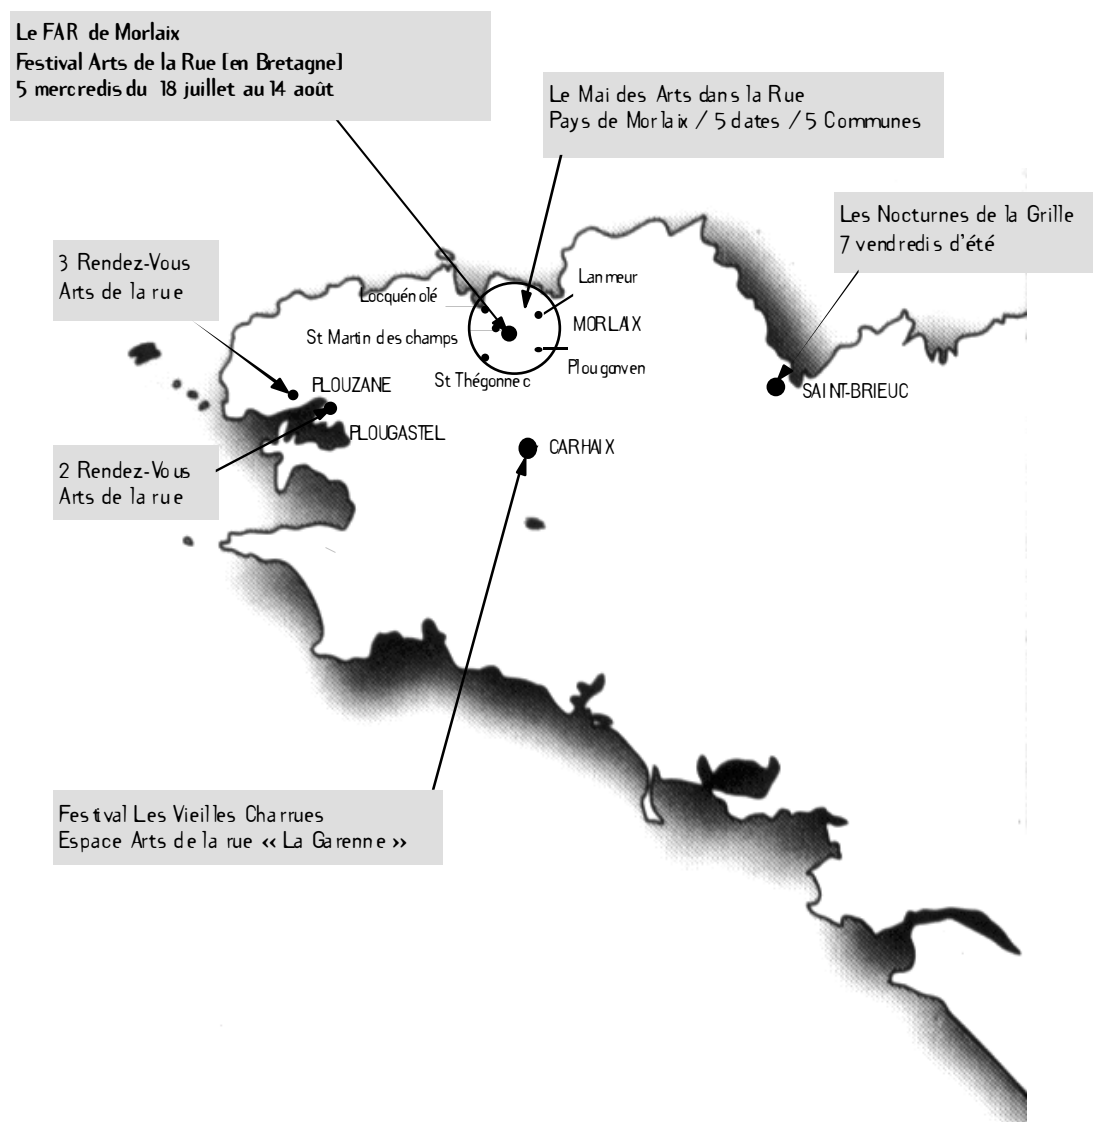 Le FAR de Morlaix
Festival Arts de la Rue [en Bretagne]
5 mercredis du 18 juillet au 14 août
Le Mai des Arts dans la Rue
Pays de Morlaix / 5 dates / 5 Communes
Les Nocturnes de la Grille
7 vendredis d'été
3 Rendez-Vous
Arts de la rue
Lanmeur
Locquénolé
MORLAIX
St Martin des champs
Plouganven
St Thégonnec
PLOUZANE
SAINT-BRIEUC
PLOUGASTEL
CARHAIX
2 Rendez-Vous
Arts de la rue
Festival Les Vieilles Charrues
Espace Arts de la rue « La Garenne »